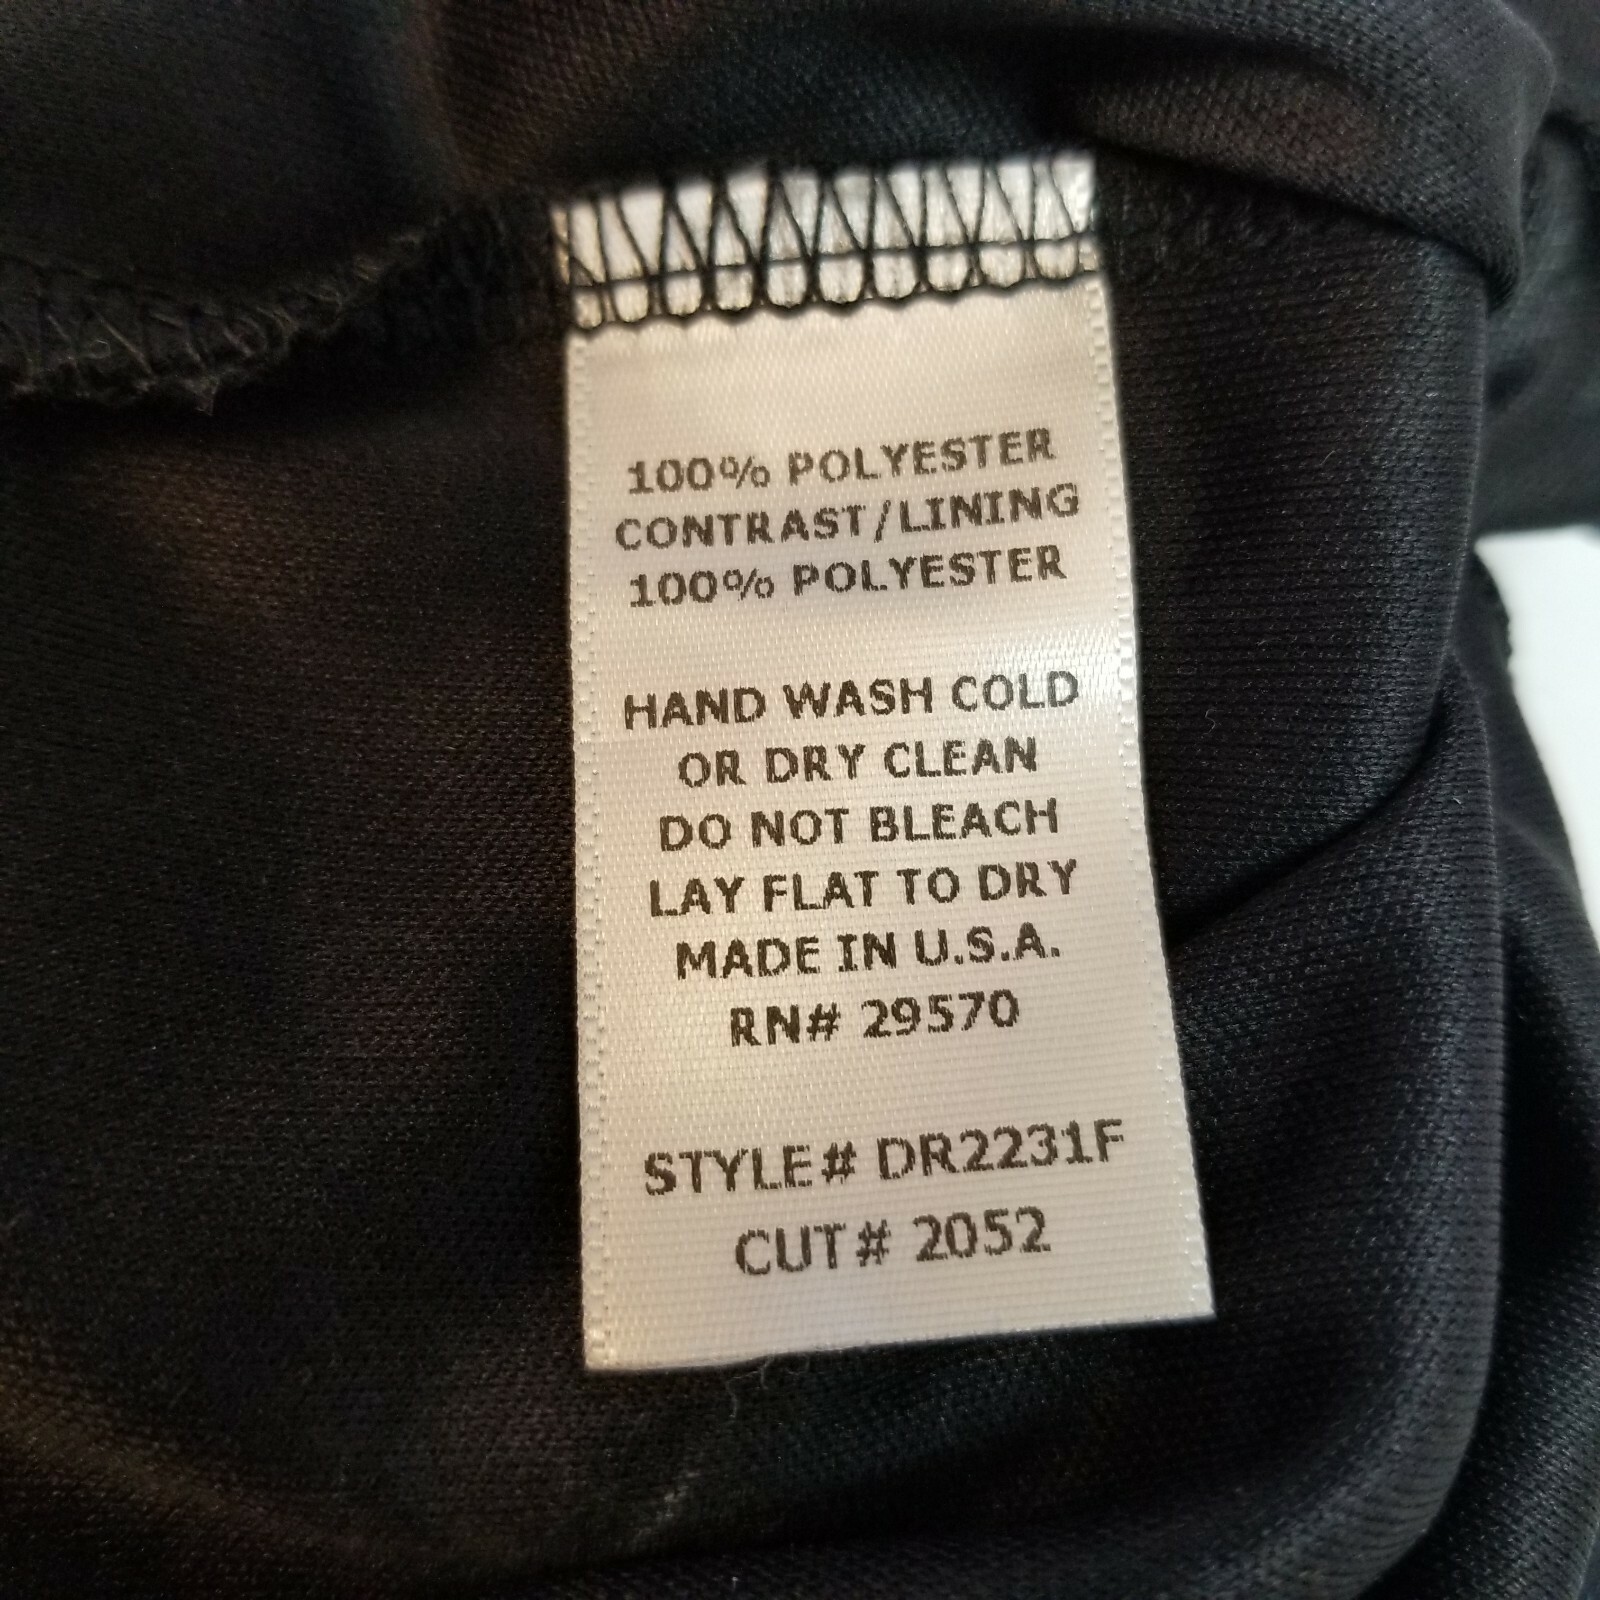 100% POLYESTER
CONTRAST/LINING
100% POLYESTER
HAND WASH COLD
OR DRY CLEAN
DO NOT BLEACH
LAY FLAT TO DRY
MADE IN U.S.A.
RN# 29570
STYLE# DR2231F
CUT# 2052